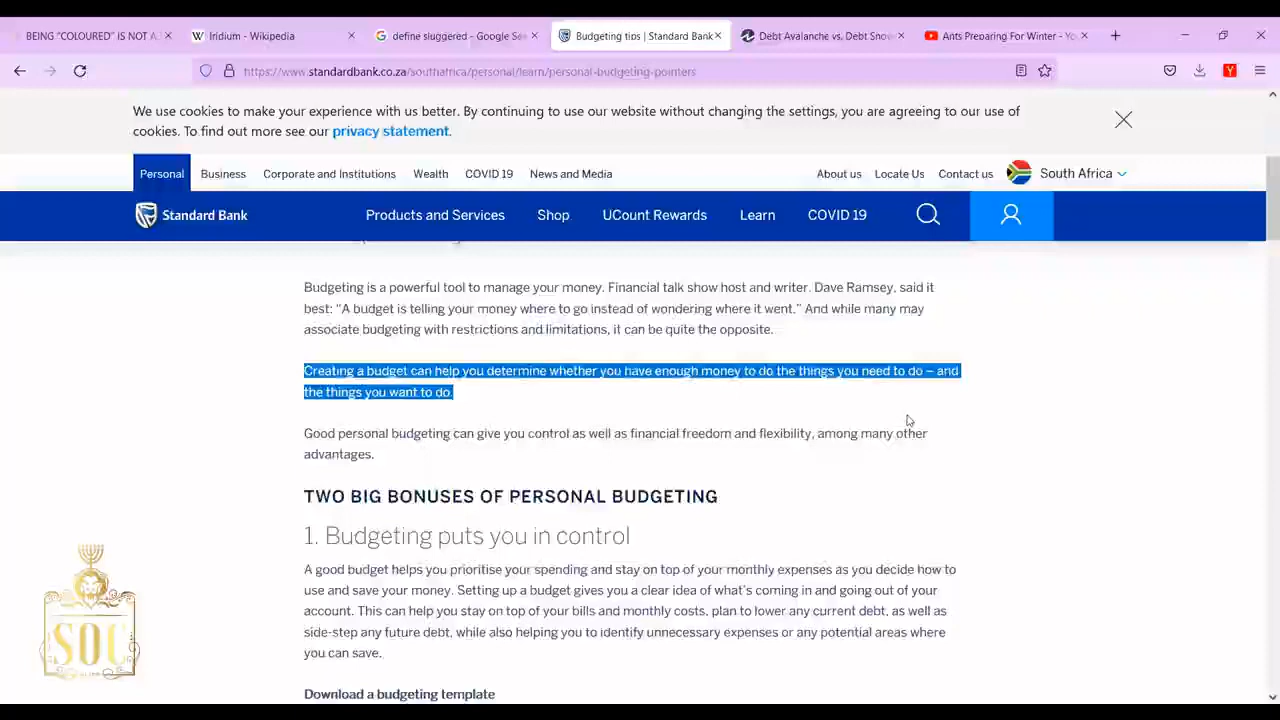 BEING “COLOURED” IS NOT A
Iridium - Wikipedia
define sluggered - Google Se
Budgeting tips | Standard Bank
Debt Avalanche vs. Debt Snow
Ants Preparing For Winter - Yo
https://www.standardbank.co.za/southafrica/personal/learn/personal-budgeting-pointers
We use cookies to make your experience with us better. By continuing to use our website without changing the settings, you are agreeing to our use of
cookies. To find out more see our privacy statement.
Personal Business Corporate and Institutions Wealth COVID 19 News and Media About us Locate Us Contact us South Africa
Standard Bank Products and Services Shop UCount Rewards Learn COVID 19
Budgeting is a powerful tool to manage your money. Financial talk show host and writer. Dave Ramsey, said it
best: “A budget is telling your money where to go instead of wondering where it went.” And while many may
associate budgeting with restrictions and limitations, it can be quite the opposite.
Creating a budget can help you determine whether you have enough money to do the things you need to do – and
the things you want to do.
Good personal budgeting can give you control as well as financial freedom and flexibility, among many other
advantages.
TWO BIG BONUSES OF PERSONAL BUDGETING
1. Budgeting puts you in control
A good budget helps you prioritise your spending and stay on top of your monthly expenses as you decide how to
use and save your money. Setting up a budget gives you a clear idea of what's coming in and going out of your
account. This can help you stay on top of your bills and monthly costs, plan to lower any current debt, as well as
side-step any future debt, while also helping you to identify unnecessary expenses or any potential areas where
you can save.
Download a budgeting template
SOC